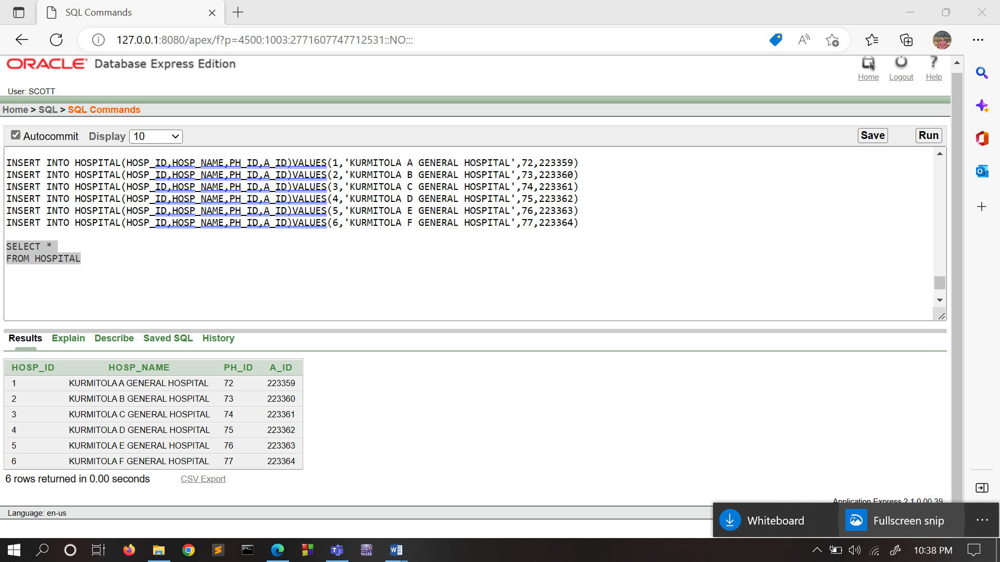 SQL Commands
127.0.0.1:8080/apex/f?p=4500:1003:2771607747712531::NO:::
ORACLE Database Express Edition
Home Logout Help
User: SCOTT
Home > SQL > SQL Commands
Autocommit Display 10 Save Run
INSERT INTO HOSPITAL(HOSP_ID,HOSP_NAME,PH_ID,A_ID)VALUES(1,'KURMITOLA A GENERAL HOSPITAL',72,223359)
INSERT INTO HOSPITAL(HOSP_ID,HOSP_NAME,PH_ID,A_ID)VALUES(2,'KURMITOLA B GENERAL HOSPITAL',73,223360)
INSERT INTO HOSPITAL(HOSP_ID,HOSP_NAME,PH_ID,A_ID)VALUES(3,'KURMITOLA C GENERAL HOSPITAL',74,223361)
INSERT INTO HOSPITAL(HOSP_ID,HOSP_NAME,PH_ID,A_ID)VALUES(4,'KURMITOLA D GENERAL HOSPITAL',75,223362)
INSERT INTO HOSPITAL(HOSP_ID,HOSP_NAME,PH_ID,A_ID)VALUES(5,'KURMITOLA E GENERAL HOSPITAL',76,223363)
INSERT INTO HOSPITAL(HOSP_ID,HOSP_NAME,PH_ID,A_ID)VALUES(6,'KURMITOLA F GENERAL HOSPITAL',77,223364)
SELECT *
FROM HOSPITAL
Results Explain Describe Saved SQL History
HOSP_ID HOSP_NAME PH_ID A_ID
1 KURMITOLA A GENERAL HOSPITAL 72 223359
2 KURMITOLA B GENERAL HOSPITAL 73 223360
3 KURMITOLA C GENERAL HOSPITAL 74 223361
4 KURMITOLA D GENERAL HOSPITAL 75 223362
5 KURMITOLA E GENERAL HOSPITAL 76 223363
6 KURMITOLA F GENERAL HOSPITAL 77 223364
6 rows returned in 0.00 seconds CSV Export
Application Express 2.1.0.00.39
Language: en-us
Whiteboard Fullscreen snip
10:38 PM